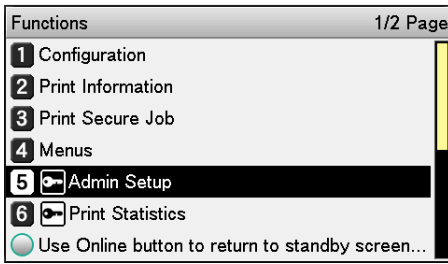 Functions 1/2 Page
1 Configuration
2 Print Information
3 Print Secure Job
4 Menus
5 Admin Setup
6 Print Statistics
Use Online button to return to standby screen...